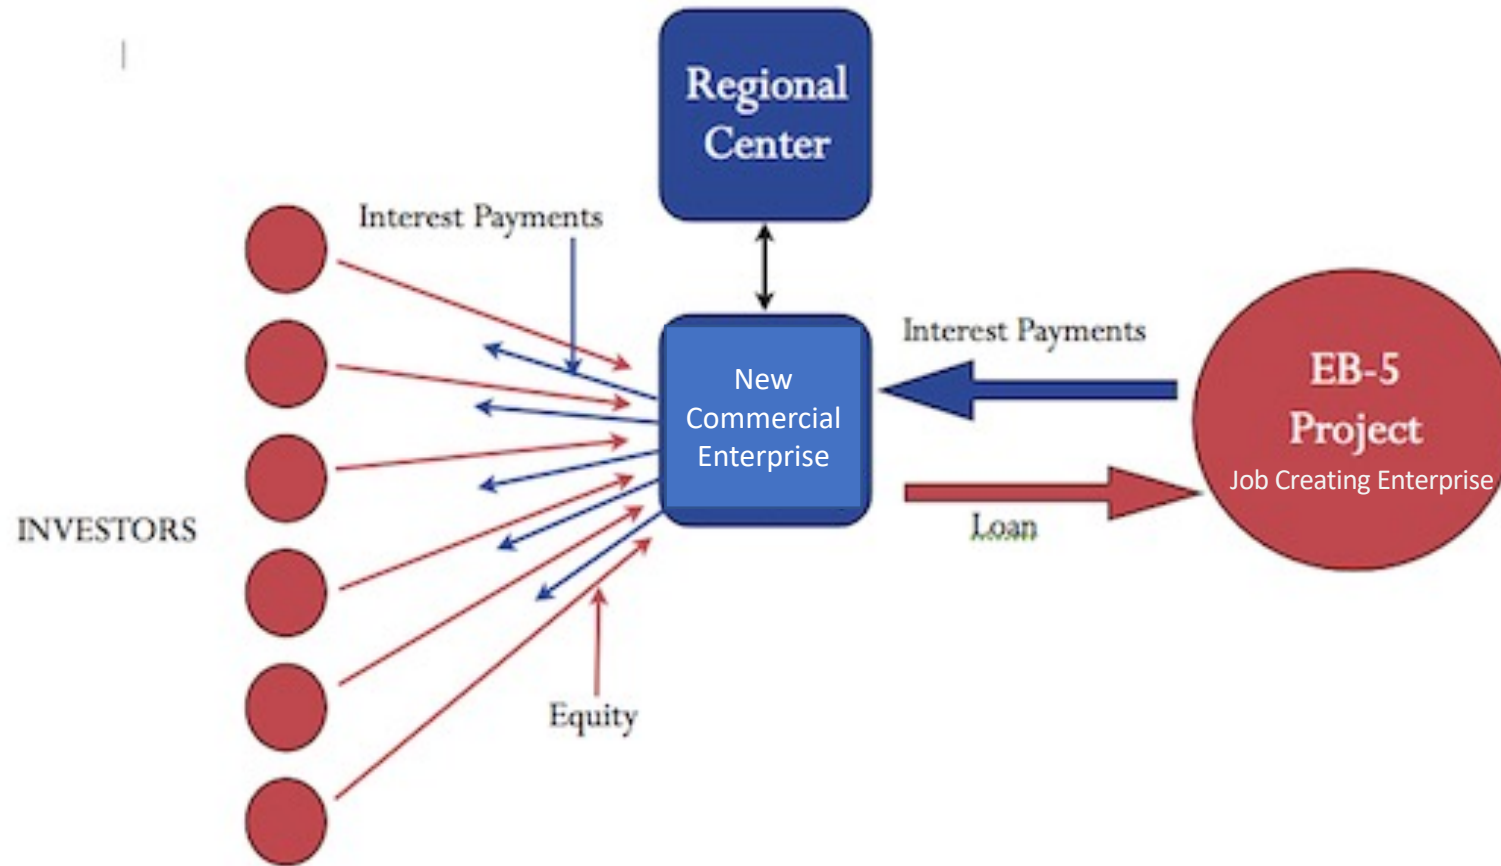 Regional
Center
Interest Payments
New
Commercial
Enterprise
Interest Payments
EB-5
Project
Job Creating Enterprise
INVESTORS
Loan
Equity